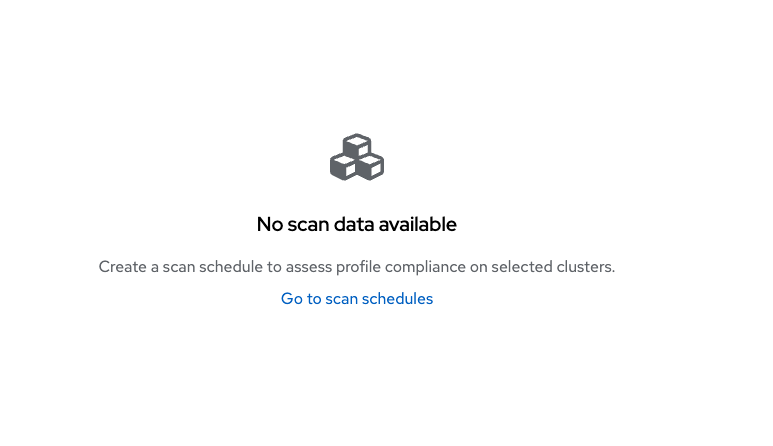 No scan data available
Create a scan schedule to assess profile compliance on selected clusters.
Go to scan schedules